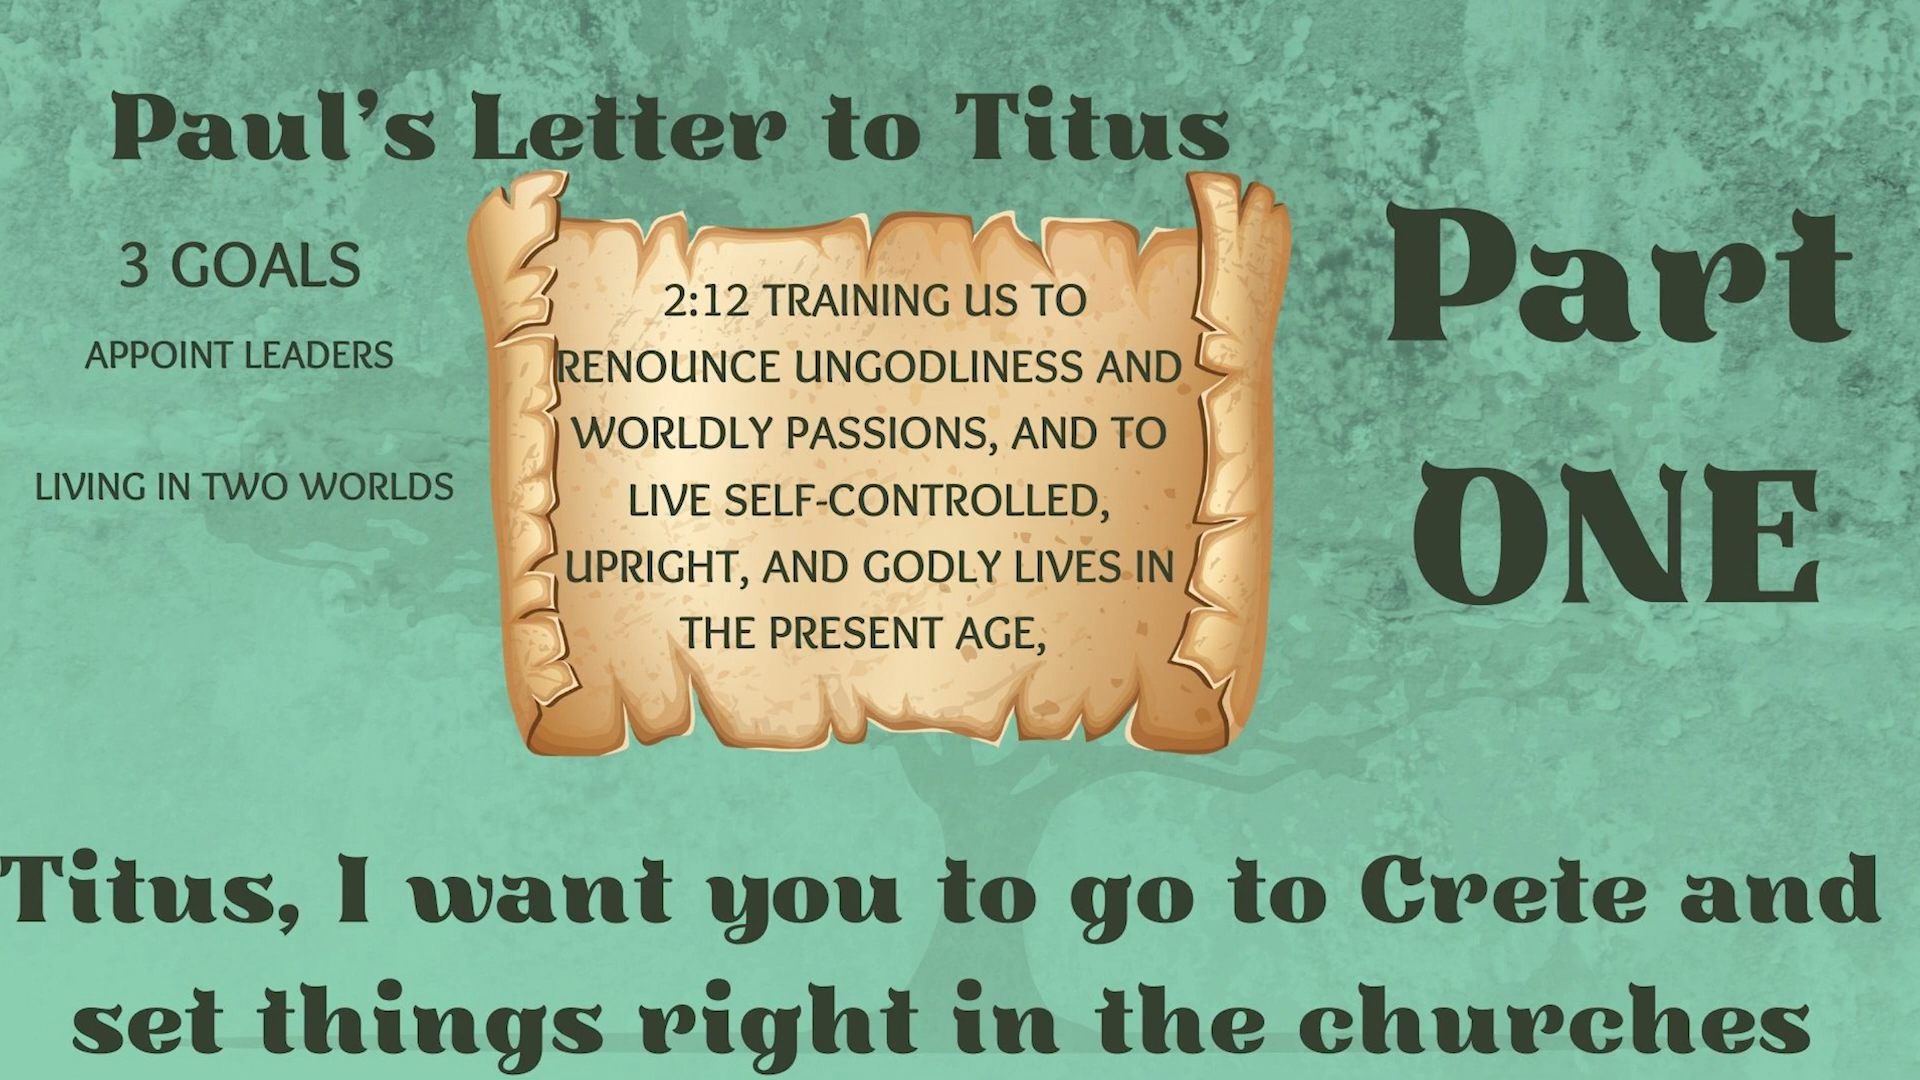 Paul's Letter to Titus
3 GOALS
APPOINT LEADERS
LIVING IN TWO WORLDS
2:12 TRAINING US TO
RENOUNCE UNGODLINESS AND
WORLDLY PASSIONS, AND TO
LIVE SELF-CONTROLLED,
UPRIGHT, AND GODLY LIVES IN
THE PRESENT AGE,
Part
ONE
Titus, I want you to go to Crete and
set things right in the churches